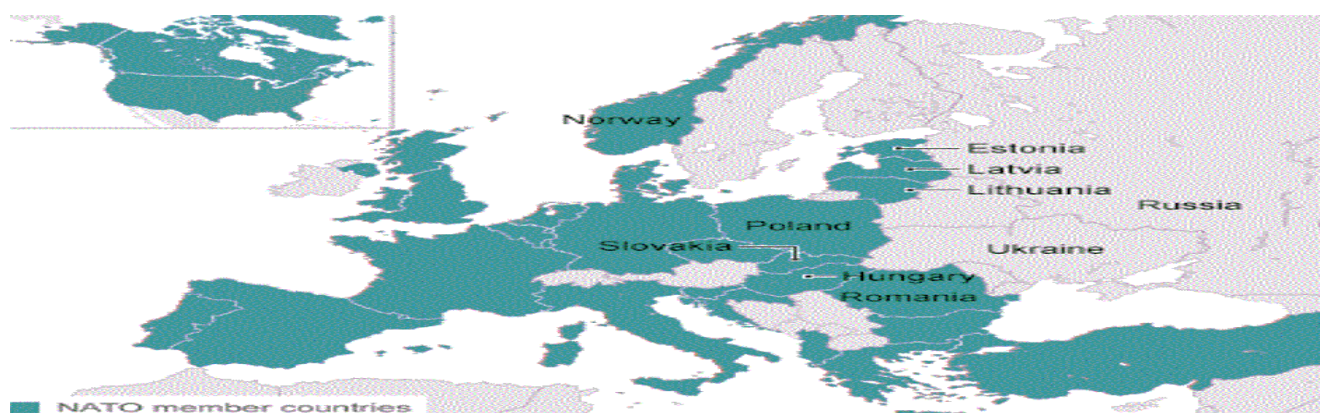 Norway
Estonia
Latvia
Lithuania
Russia
Poland
Slovakia
Ukraine
Hungary
Romania
NATO member countries